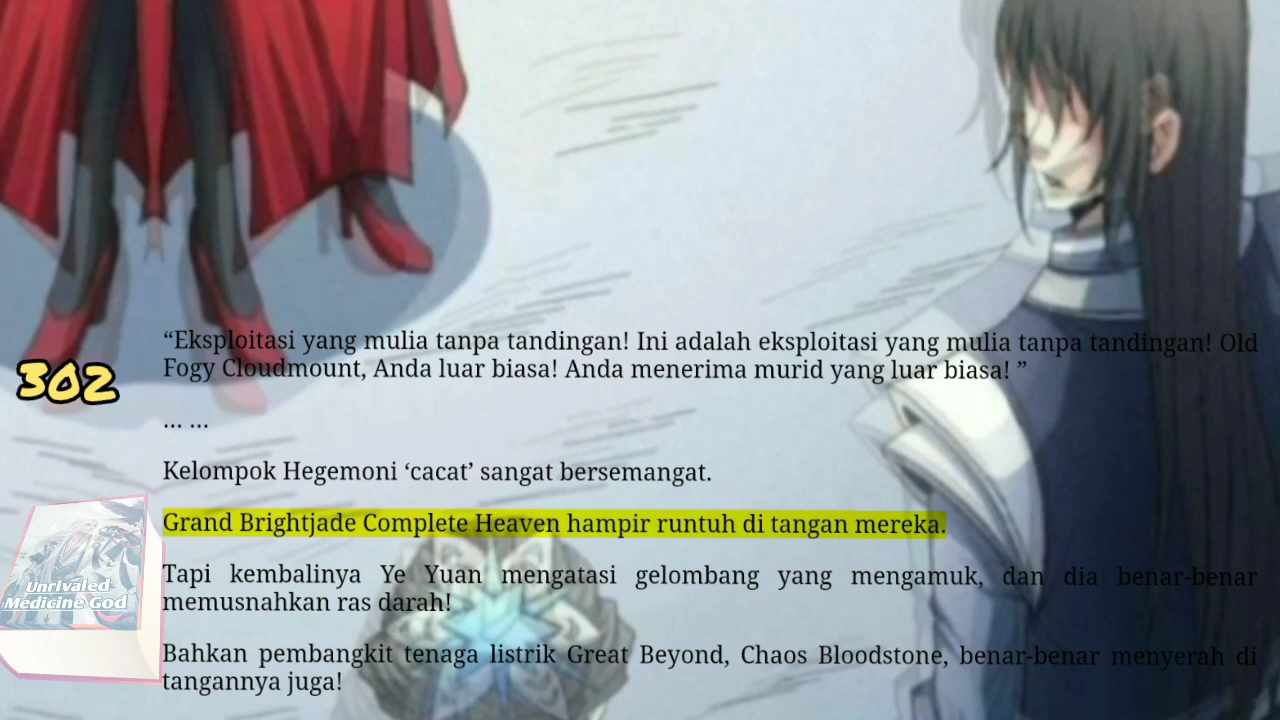 “Eksploitasi yang mulia tanpa tandingan! Ini adalah eksploitasi yang mulia tanpa tandingan! Old
Fogy Cloudmount, Anda luar biasa! Anda menerima murid yang luar biasa! ”
302
... ...
Kelompok Hegemoni ‘cacat’ sangat bersemangat.
Grand Brightjade Complete Heaven hampir runtuh di tangan mereka.
Tapi kembalinya Ye Yuan mengatasi gelombang yang mengamuk, dan dia benar-benar
memusnahkan ras darah!
Unrivaled
Medicine God
Bahkan pembangkit tenaga listrik Great Beyond, Chaos Bloodstone, benar-benar menyerah di
tangannya juga!